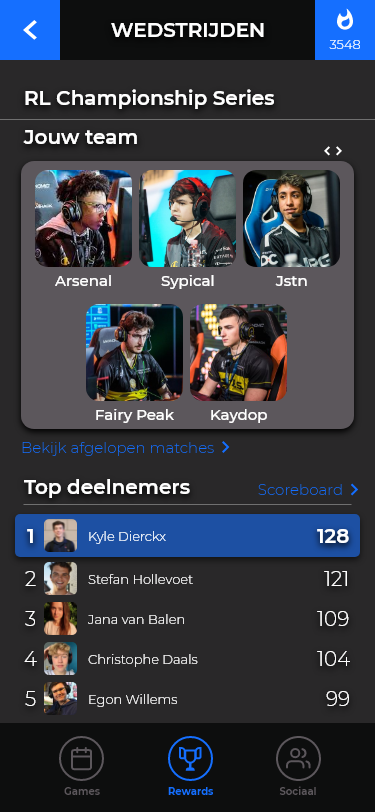 WEDSTRIJDEN
3548
RL Championship Series
Jouw team
Arsenal Sypical Jstn
Fairy Peak Kaydop
Bekijk afgelopen matches
Top deelnemers Scoreboard
1 Kyle Dierckx 128
2 Stefan Hollevoet 121
3 Jana van Balen 109
4 Christophe Daals 104
5 Egon Willems 99
Games Rewards Sociaal